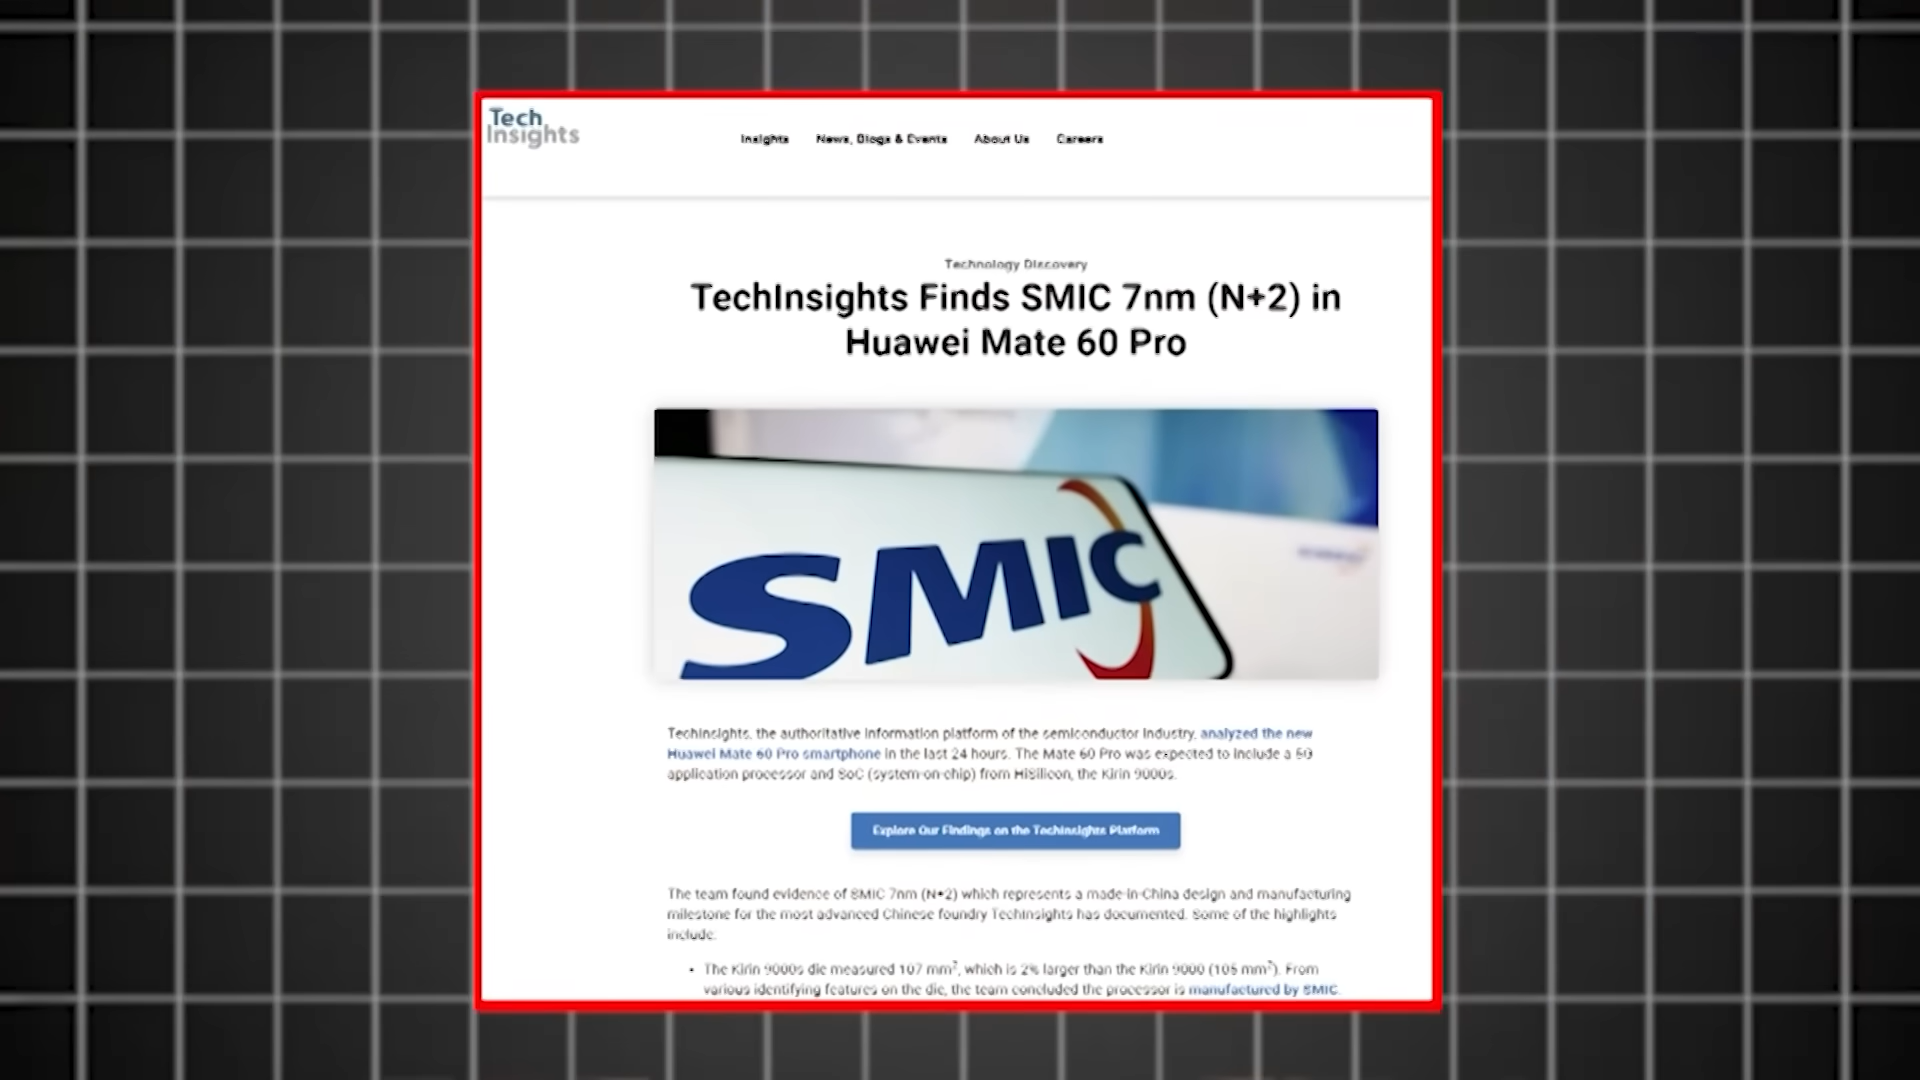 Tech
Insights
Insights News, Blogs & Events About Us Careers
Technology Discovery
TechInsights Finds SMIC 7nm (N+2) in
Huawei Mate 60 Pro
SMIC
TechInsights, the authoritative information platform of the semiconductor industry, analyzed the new
Huawei Mate 60 Pro smartphone in the last 24 hours. The Mate 60 Pro was expected to include a 5G
application processor and SoC (system-on-chip) from HiSilicon, the Kirin 9000s.
Explore Our Findings on the TechInsights Platform
The team found evidence of SMIC 7nm (N+2) which represents a made-in-China design and manufacturing
milestone for the most advanced Chinese foundry TechInsights has documented. Some of the highlights
include:
• The Kirin 9000s die measured 107 mm², which is 2% larger than the Kirin 9000 (105 mm²). From
various identifying features on the die, the team concluded the processor is manufactured by SMIC.